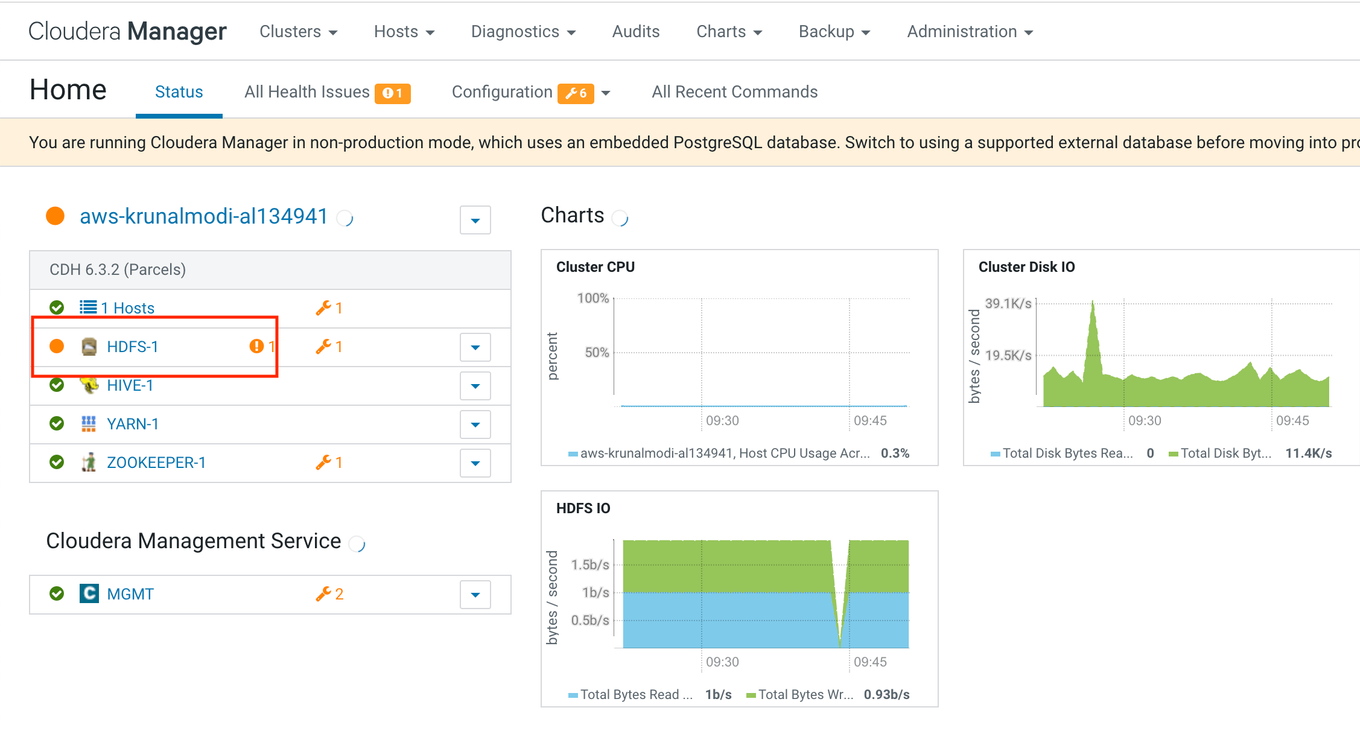 Cloudera Manager Clusters Hosts Diagnostics Audits Charts Backup Administration
Home Status All Health Issues 1 Configuration 6 All Recent Commands
You are running Cloudera Manager in non-production mode, which uses an embedded PostgreSQL database. Switch to using a supported external database before moving into pro
aws-krunalmodi-al134941
CDH 6.3.2 (Parcels)
1 Hosts 1
HDFS-1 1 1
HIVE-1
YARN-1
ZOOKEEPER-1 1
Cloudera Management Service
C MGMT 2
Charts
Cluster CPU
100%
50%
percent
09:30 09:45
aws-krunalmodi-al134941, Host CPU Usage Acr... 0.3%
Cluster Disk IO
39.1K/s
19.5K/s
bytes / second
09:30 09:45
Total Disk Bytes Rea... 0 Total Disk Byt... 11.4K/s
HDFS IO
1.5b/s
1b/s
0.5b/s
bytes / second
09:30 09:45
Total Bytes Read ... 1b/s Total Bytes Wr... 0.93b/s